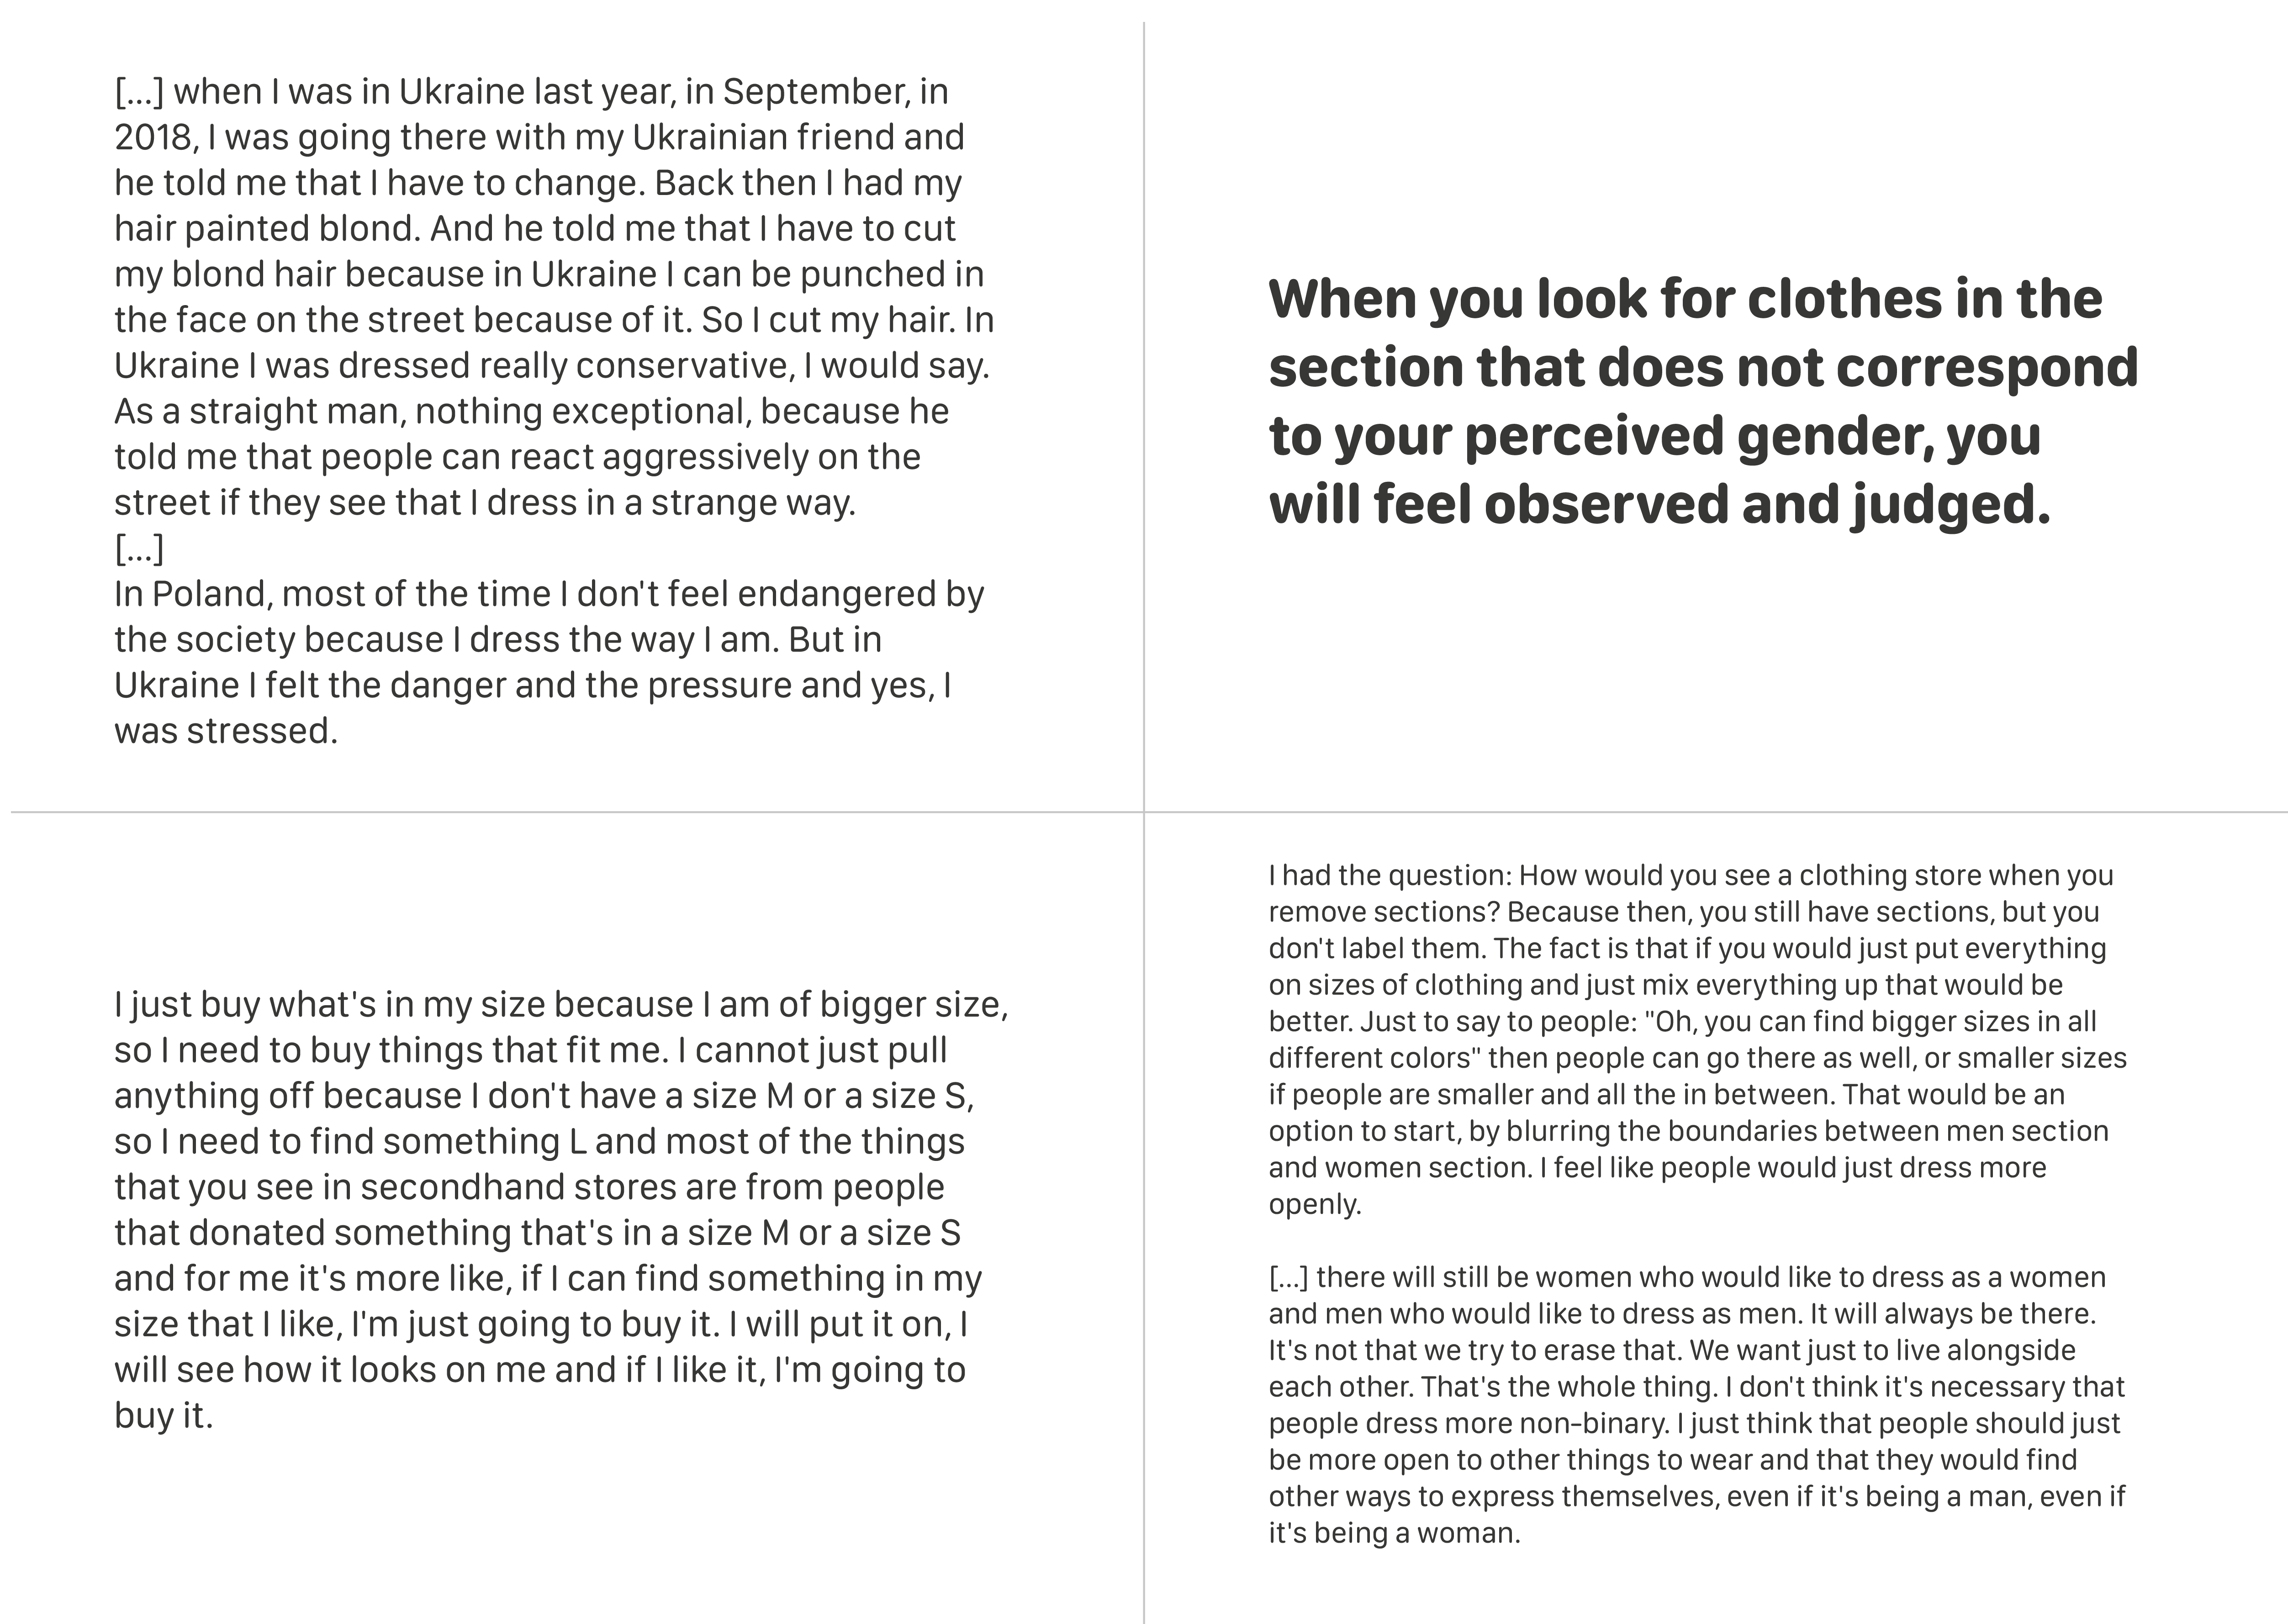 [...] when I was in Ukraine last year, in September, in
2018, I was going there with my Ukrainian friend and
he told me that I have to change. Back then I had my
hair painted blond. And he told me that I have to cut
my blond hair because in Ukraine I can be punched in
the face on the street because of it. So I cut my hair. In
Ukraine I was dressed really conservative, I would say.
As a straight man, nothing exceptional, because he
told me that people can react aggressively on the
street if they see that I dress in a strange way.
[...]
In Poland, most of the time I don't feel endangered by
the society because I dress the way I am. But in
Ukraine I felt the danger and the pressure and yes, I
was stressed.
When you look for clothes in the
section that does not correspond
to your perceived gender, you
will feel observed and judged.
I just buy what's in my size because I am of bigger size,
so I need to buy things that fit me. I cannot just pull
anything off because I don't have a size M or a size S,
so I need to find something L and most of the things
that you see in secondhand stores are from people
that donated something that's in a size M or a size S
and for me it's more like, if I can find something in my
size that I like, I'm just going to buy it. I will put it on, I
will see how it looks on me and if I like it, I'm going to
buy it.
I had the question: How would you see a clothing store when you
remove sections? Because then, you still have sections, but you
don't label them. The fact is that if you would just put everything
on sizes of clothing and just mix everything up that would be
better. Just to say to people: "Oh, you can find bigger sizes in all
different colors" then people can go there as well, or smaller sizes
if people are smaller and all the in between. That would be an
option to start, by blurring the boundaries between men section
and women section. I feel like people would just dress more
openly.
[...] there will still be women who would like to dress as a women
and men who would like to dress as men. It will always be there.
It's not that we try to erase that. We want just to live alongside
each other. That's the whole thing. I don't think it's necessary that
people dress more non-binary. I just think that people should just
be more open to other things to wear and that they would find
other ways to express themselves, even if it's being a man, even if
it's being a woman.